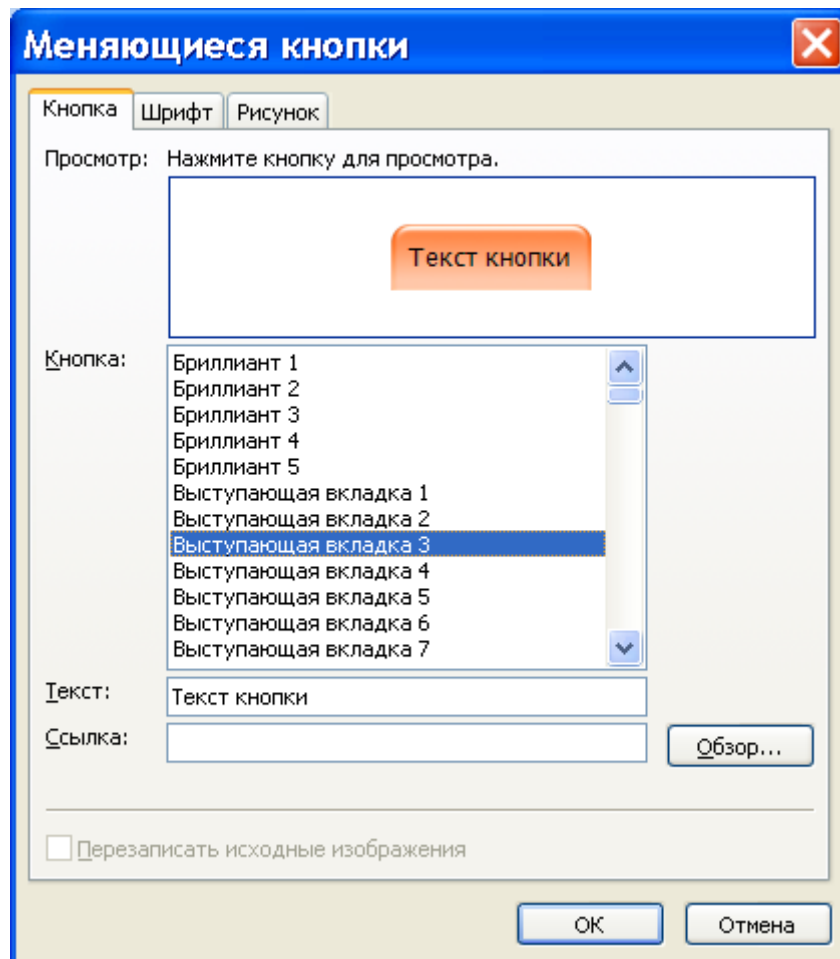 Меняющиеся кнопки
Кнопка Шрифт Рисунок
Просмотр: Нажмите кнопку для просмотра.
Текст кнопки
Кнопка:
Бриллиант 1
Бриллиант 2
Бриллиант 3
Бриллиант 4
Бриллиант 5
Выступающая вкладка 1
Выступающая вкладка 2
Выступающая вкладка 3
Выступающая вкладка 4
Выступающая вкладка 5
Выступающая вкладка 6
Выступающая вкладка 7
Текст: Текст кнопки
Ссылка: Обзор...
Перезаписать исходные изображения
ОК Отмена